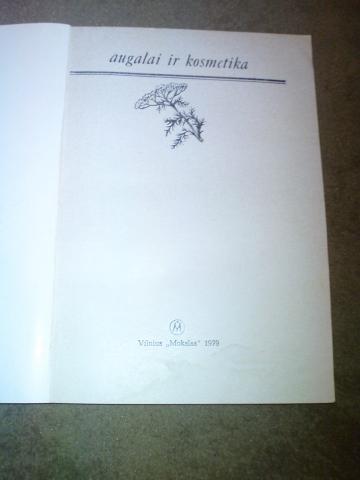 augalai ir kosmetika
M
Vilnius „Mokslas“ 1979